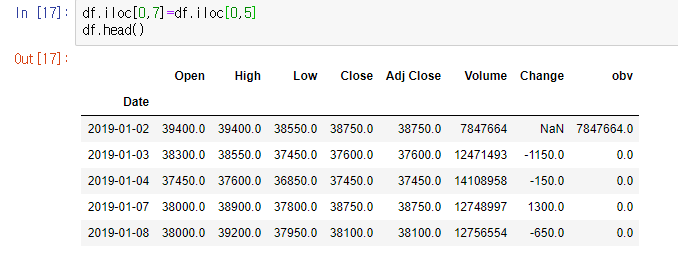 In [17]: df.iloc[0,7]=df.iloc[0,5]
df.head()
Out[17]:
Open High Low Close Adj Close Volume Change obv
Date
2019-01-02 39400.0 39400.0 38550.0 38750.0 38750.0 7847664 NaN 7847664.0
2019-01-03 38300.0 38550.0 37450.0 37600.0 37600.0 12471493 -1150.0 0.0
2019-01-04 37450.0 37600.0 36850.0 37450.0 37450.0 14108958 -150.0 0.0
2019-01-07 38000.0 38900.0 37800.0 38750.0 38750.0 12748997 1300.0 0.0
2019-01-08 38000.0 39200.0 37950.0 38100.0 38100.0 12756554 -650.0 0.0